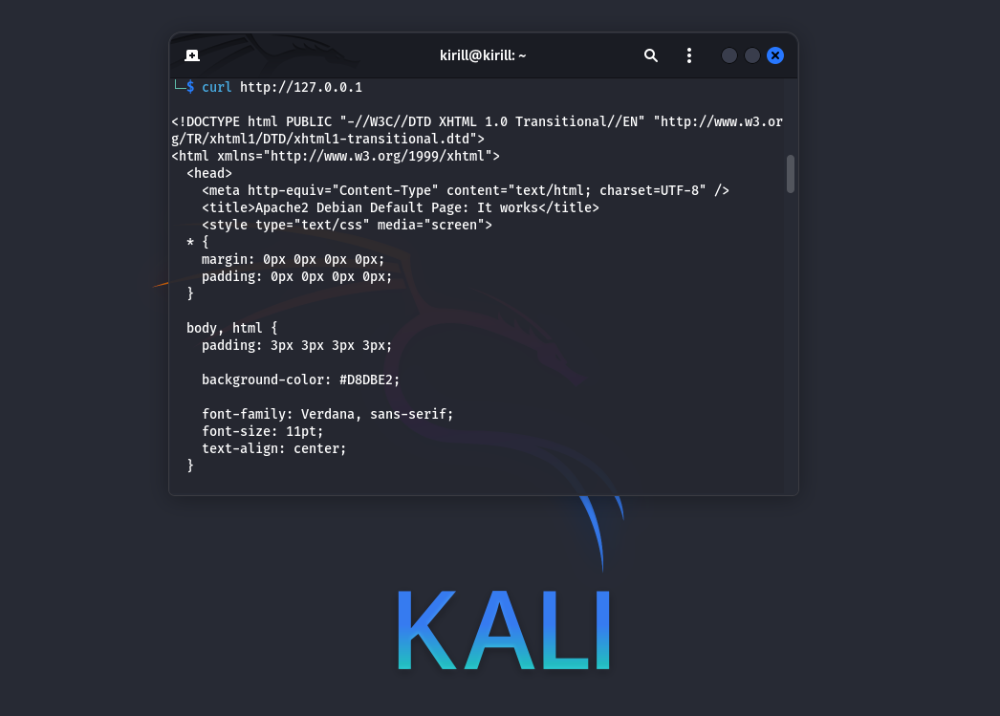 kirill@kirill: ~
└─$ curl http://127.0.0.1
<!DOCTYPE html PUBLIC "-//W3C//DTD XHTML 1.0 Transitional//EN" "http://www.w3.or
g/TR/xhtml1/DTD/xhtml1-transitional.dtd">
<html xmlns="http://www.w3.org/1999/xhtml">
  <head>
    <meta http-equiv="Content-Type" content="text/html; charset=UTF-8" />
    <title>Apache2 Debian Default Page: It works</title>
    <style type="text/css" media="screen">
  * {
    margin: 0px 0px 0px 0px;
    padding: 0px 0px 0px 0px;
  }
  body, html {
    padding: 3px 3px 3px 3px;
    background-color: #D8DBE2;
    font-family: Verdana, sans-serif;
    font-size: 11pt;
    text-align: center;
  }
KALI